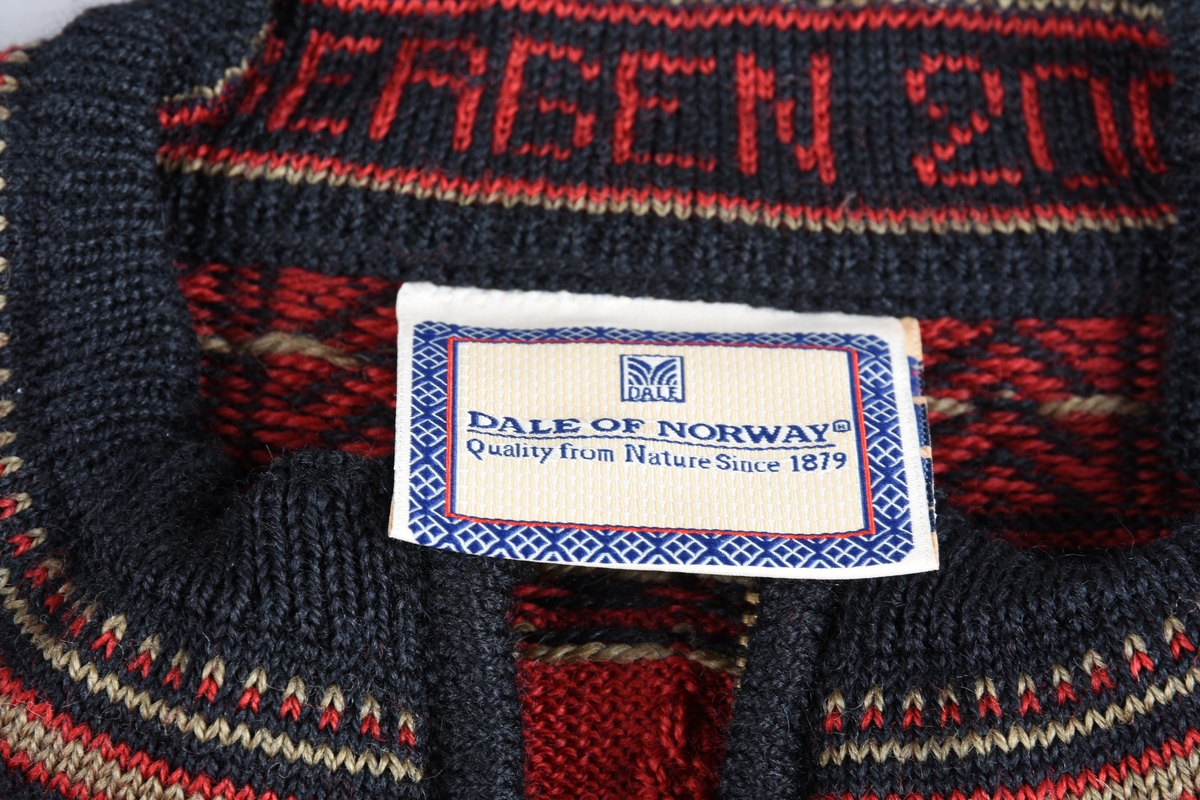 ERGEN 20
DALE
DALE OF NORWAY®
Quality from Nature Since 1879